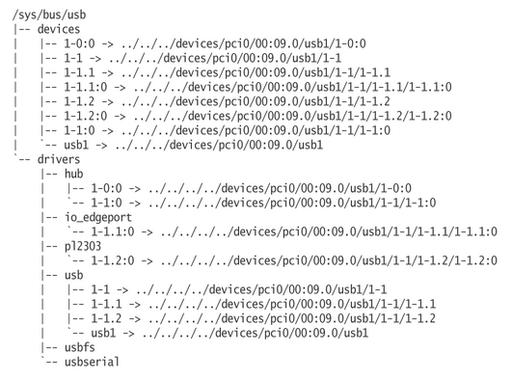 /sys/bus/usb
|-- devices
|   |-- 1-0:0 -> ../../../devices/pci0/00:09.0/usb1/1-0:0
|   |-- 1-1 -> ../../../devices/pci0/00:09.0/usb1/1-1
|   |-- 1-1.1 -> ../../../devices/pci0/00:09.0/usb1/1-1/1-1.1
|   |-- 1-1.1:0 -> ../../../devices/pci0/00:09.0/usb1/1-1/1-1.1/1-1.1:0
|   |-- 1-1.2 -> ../../../devices/pci0/00:09.0/usb1/1-1/1-1.2
|   |-- 1-1.2:0 -> ../../../devices/pci0/00:09.0/usb1/1-1/1-1.2/1-1.2:0
|   |-- 1-1:0 -> ../../../devices/pci0/00:09.0/usb1/1-1/1-1:0
|   `-- usb1 -> ../../../devices/pci0/00:09.0/usb1
`-- drivers
    |-- hub
    |   |-- 1-0:0 -> ../../../../devices/pci0/00:09.0/usb1/1-0:0
    |   `-- 1-1:0 -> ../../../../devices/pci0/00:09.0/usb1/1-1/1-1:0
    |-- io_edgeport
    |   `-- 1-1.1:0 -> ../../../../devices/pci0/00:09.0/usb1/1-1/1-1.1/1-1.1:0
    |-- pl2303
    |   `-- 1-1.2:0 -> ../../../../devices/pci0/00:09.0/usb1/1-1/1-1.2/1-1.2:0
    |-- usb
    |   |-- 1-1 -> ../../../../devices/pci0/00:09.0/usb1/1-1
    |   |-- 1-1.1 -> ../../../../devices/pci0/00:09.0/usb1/1-1/1-1.1
    |   |-- 1-1.2 -> ../../../../devices/pci0/00:09.0/usb1/1-1/1-1.2
    |   `-- usb1 -> ../../../../devices/pci0/00:09.0/usb1
    |-- usbfs
    `-- usbserial